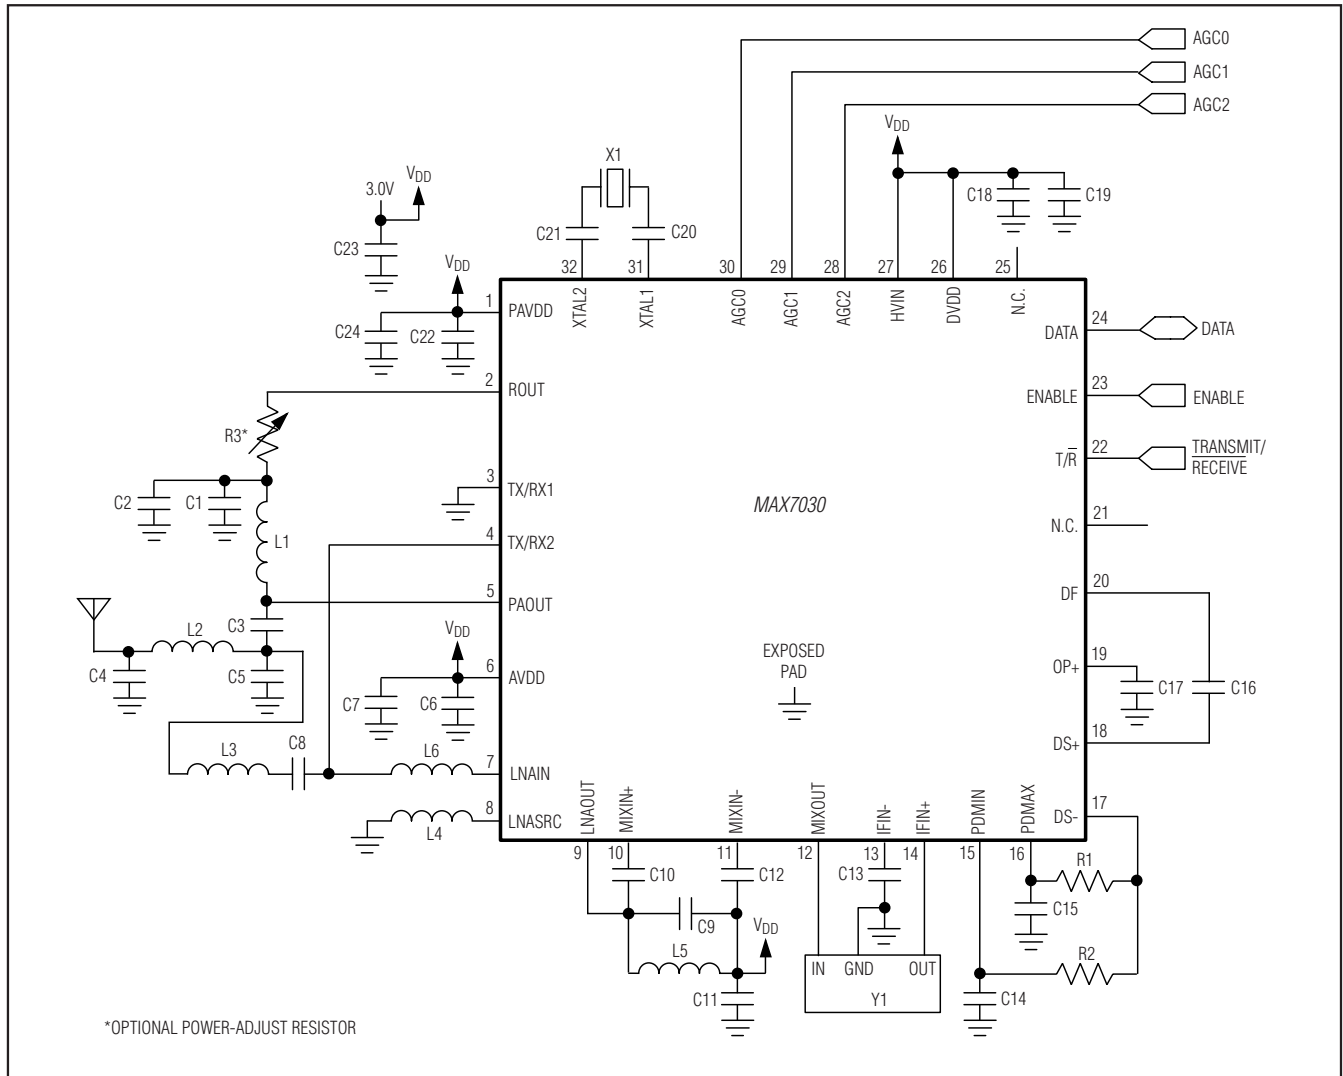 AGC0
AGC1
AGC2
VDD
X1
3.0V
VDD
C18
C19
C21
C20
C23
VDD
32
31
30
29
28
27
26
25
1
PAVDD
XTAL2
XTAL1
AGC0
AGC1
AGC2
HVIN
DVDD
N.C.
C24
C22
DATA
24
DATA
2
ROUT
ENABLE
23
ENABLE
R3*
T/R
22
TRANSMIT/
RECEIVE
3
TX/RX1
C2
C1
MAX7030
N.C.
21
L1
4
TX/RX2
DF
20
5
PAOUT
C3
L2
VDD
EXPOSED
PAD
OP+
19
C4
C5
6
AVDD
C17
C16
C7
C6
DS+
18
L3
C8
L6
7
LNAIN
L4
8
LNASRC
LNAOUT
MIXIN+
MIXIN-
MIXOUT
IFIN-
IFIN+
PDMIN
PDMAX
DS-
17
9
10
11
12
13
14
15
16
C10
C12
C13
R1
C15
C9
VDD
L5
R2
IN
GND
OUT
C11
Y1
C14
*OPTIONAL POWER-ADJUST RESISTOR